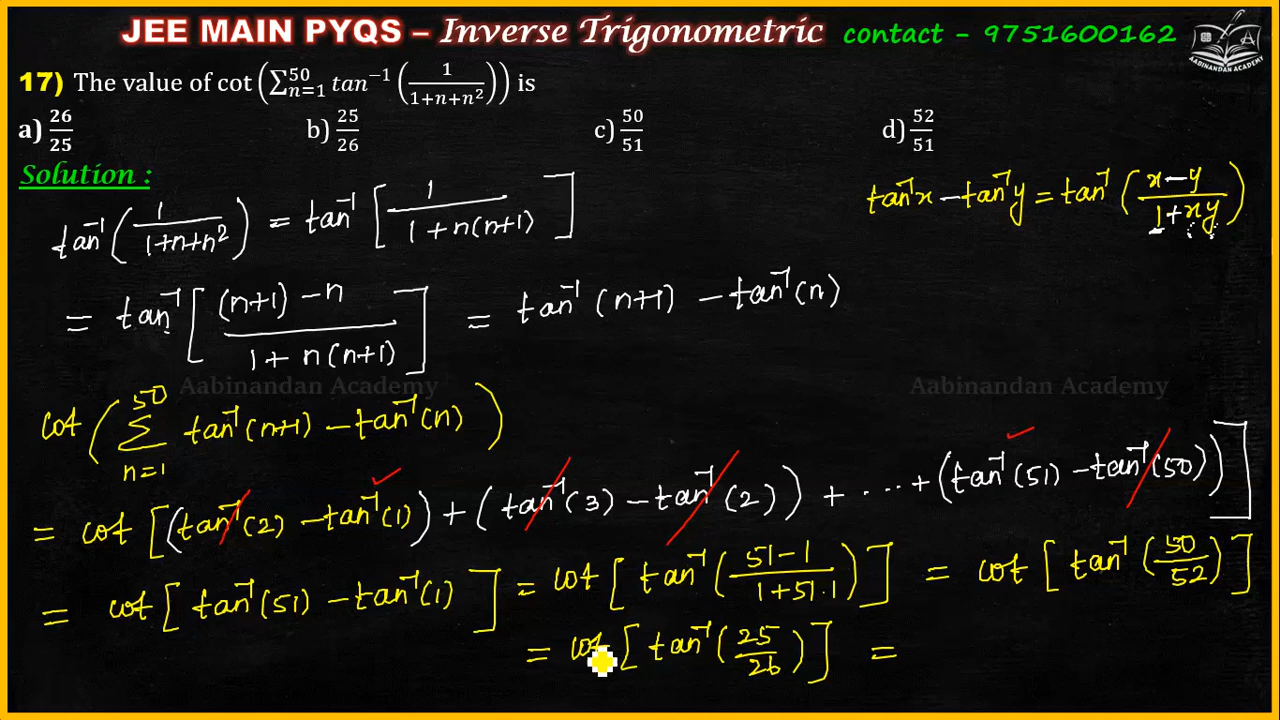 JEE MAIN PYQS – Inverse Trigonometric contact - 9751600162
AABINANDAN ACADEMY
17) The value of cot (∑_{n=1}^{50} tan⁻¹ (1/(1+n+n²))) is
a) 26/25 b) 25/26 c) 50/51 d) 52/51
Solution :
tan⁻¹x − tan⁻¹y = tan⁻¹ ((x−y)/(1+xy))
tan⁻¹(1/(1+n+n²)) = tan⁻¹ [1/(1+n(n+1))]
= tan⁻¹ [((n+1) −n)/(1+ n(n+1))] = tan⁻¹ (n+1) − tan⁻¹(n)
Aabinandan Academy Aabinandan Academy
cot (∑_{n=1}^{50} tan⁻¹(n+1) − tan⁻¹(n))
= cot [(tan⁻¹(2) − tan⁻¹(1)) + (tan⁻¹(3) − tan⁻¹(2)) + ... + (tan⁻¹(51) − tan⁻¹(50))]
= cot [tan⁻¹(51) − tan⁻¹(1)] = cot [tan⁻¹ ((51−1)/(1+51.1))] = cot [tan⁻¹ (50/52)]
= cot [tan⁻¹ (25/26)] =